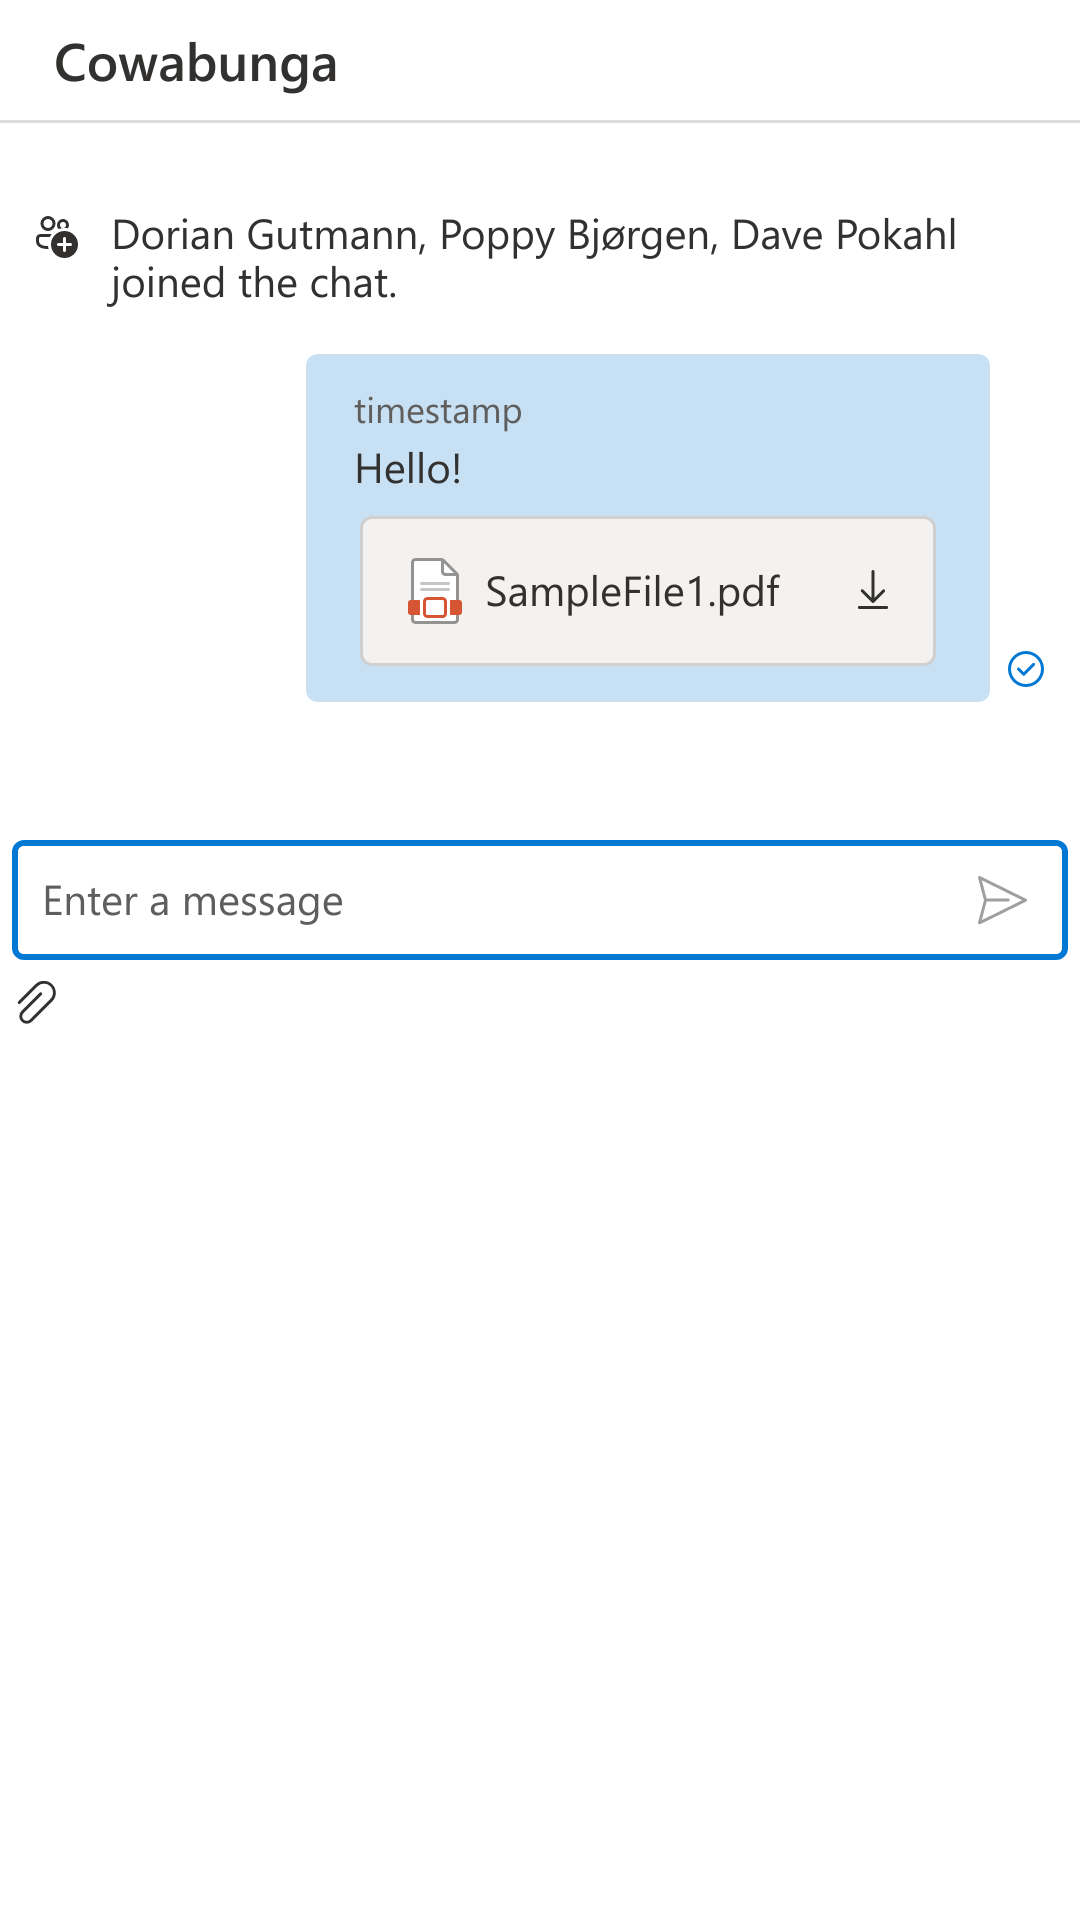 Cowabunga
Dorian Gutmann, Poppy Bjørgen, Dave Pokahl
joined the chat.
timestamp
Hello!
SampleFile1.pdf
Enter a message